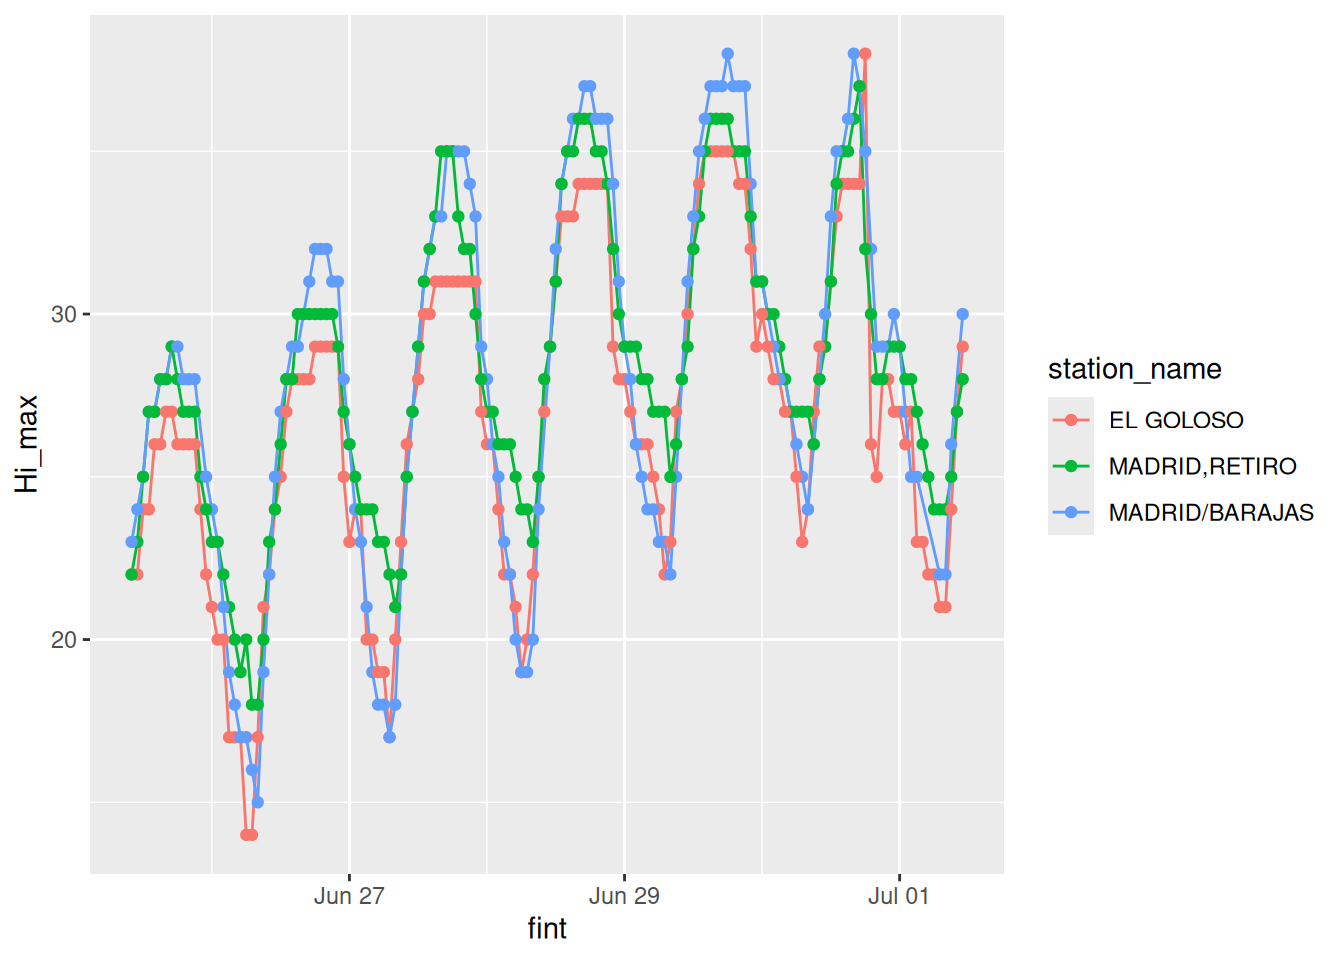 Hi_max
30
20
Jun 27
Jun 29
Jul 01
fint
station_name
EL GOLOSO
MADRID,RETIRO
MADRID/BARAJAS